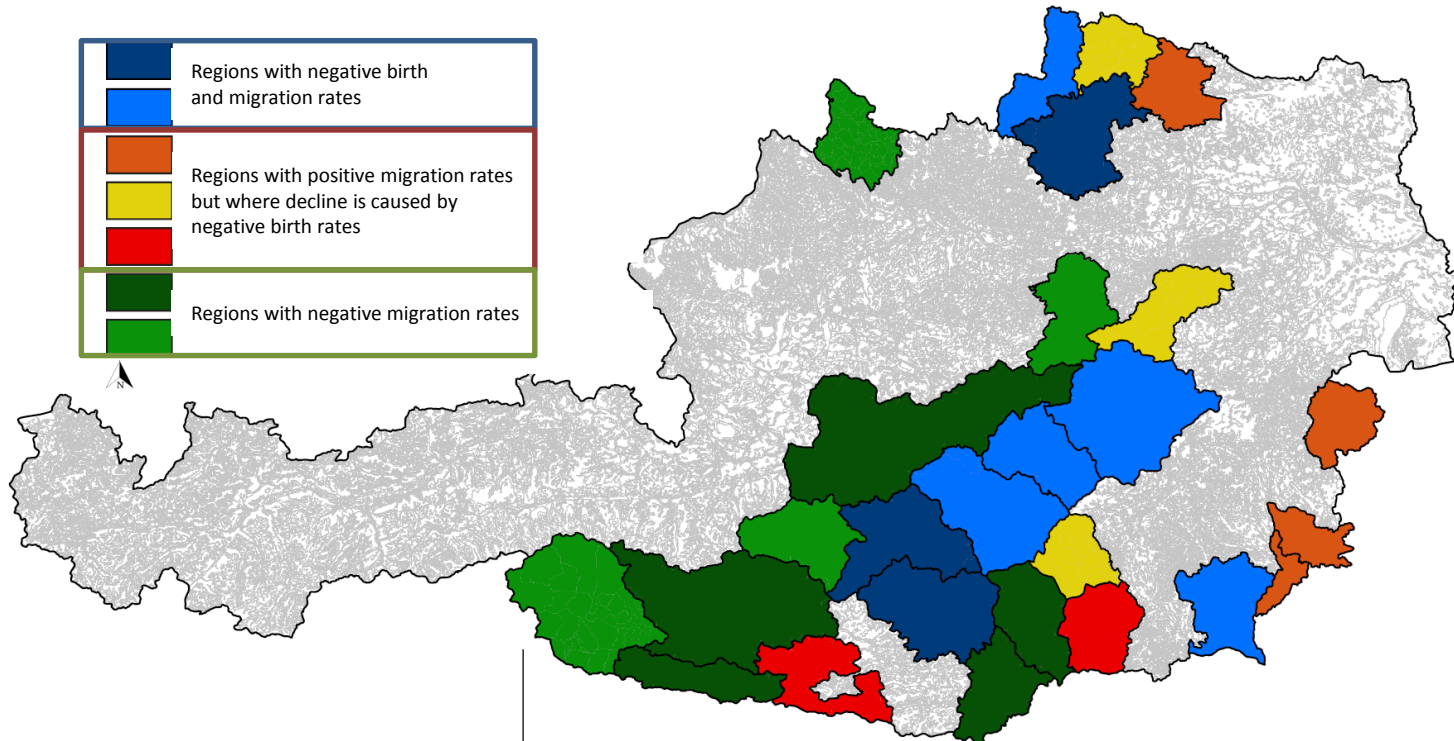 Regions with negative birth
and migration rates
Regions with positive migration rates
but where decline is caused by
negative birth rates
Regions with negative migration rates
N